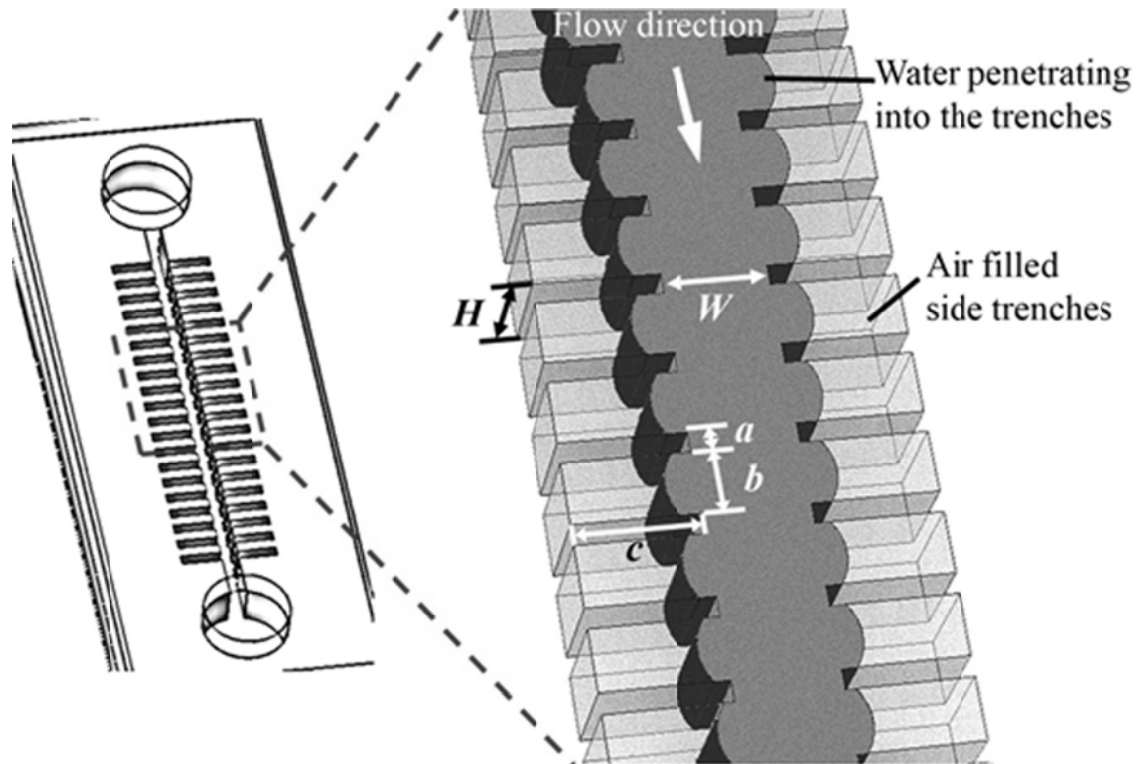 Flow direction
Water penetrating
into the trenches
Air filled
side trenches
H
W
a
b
c